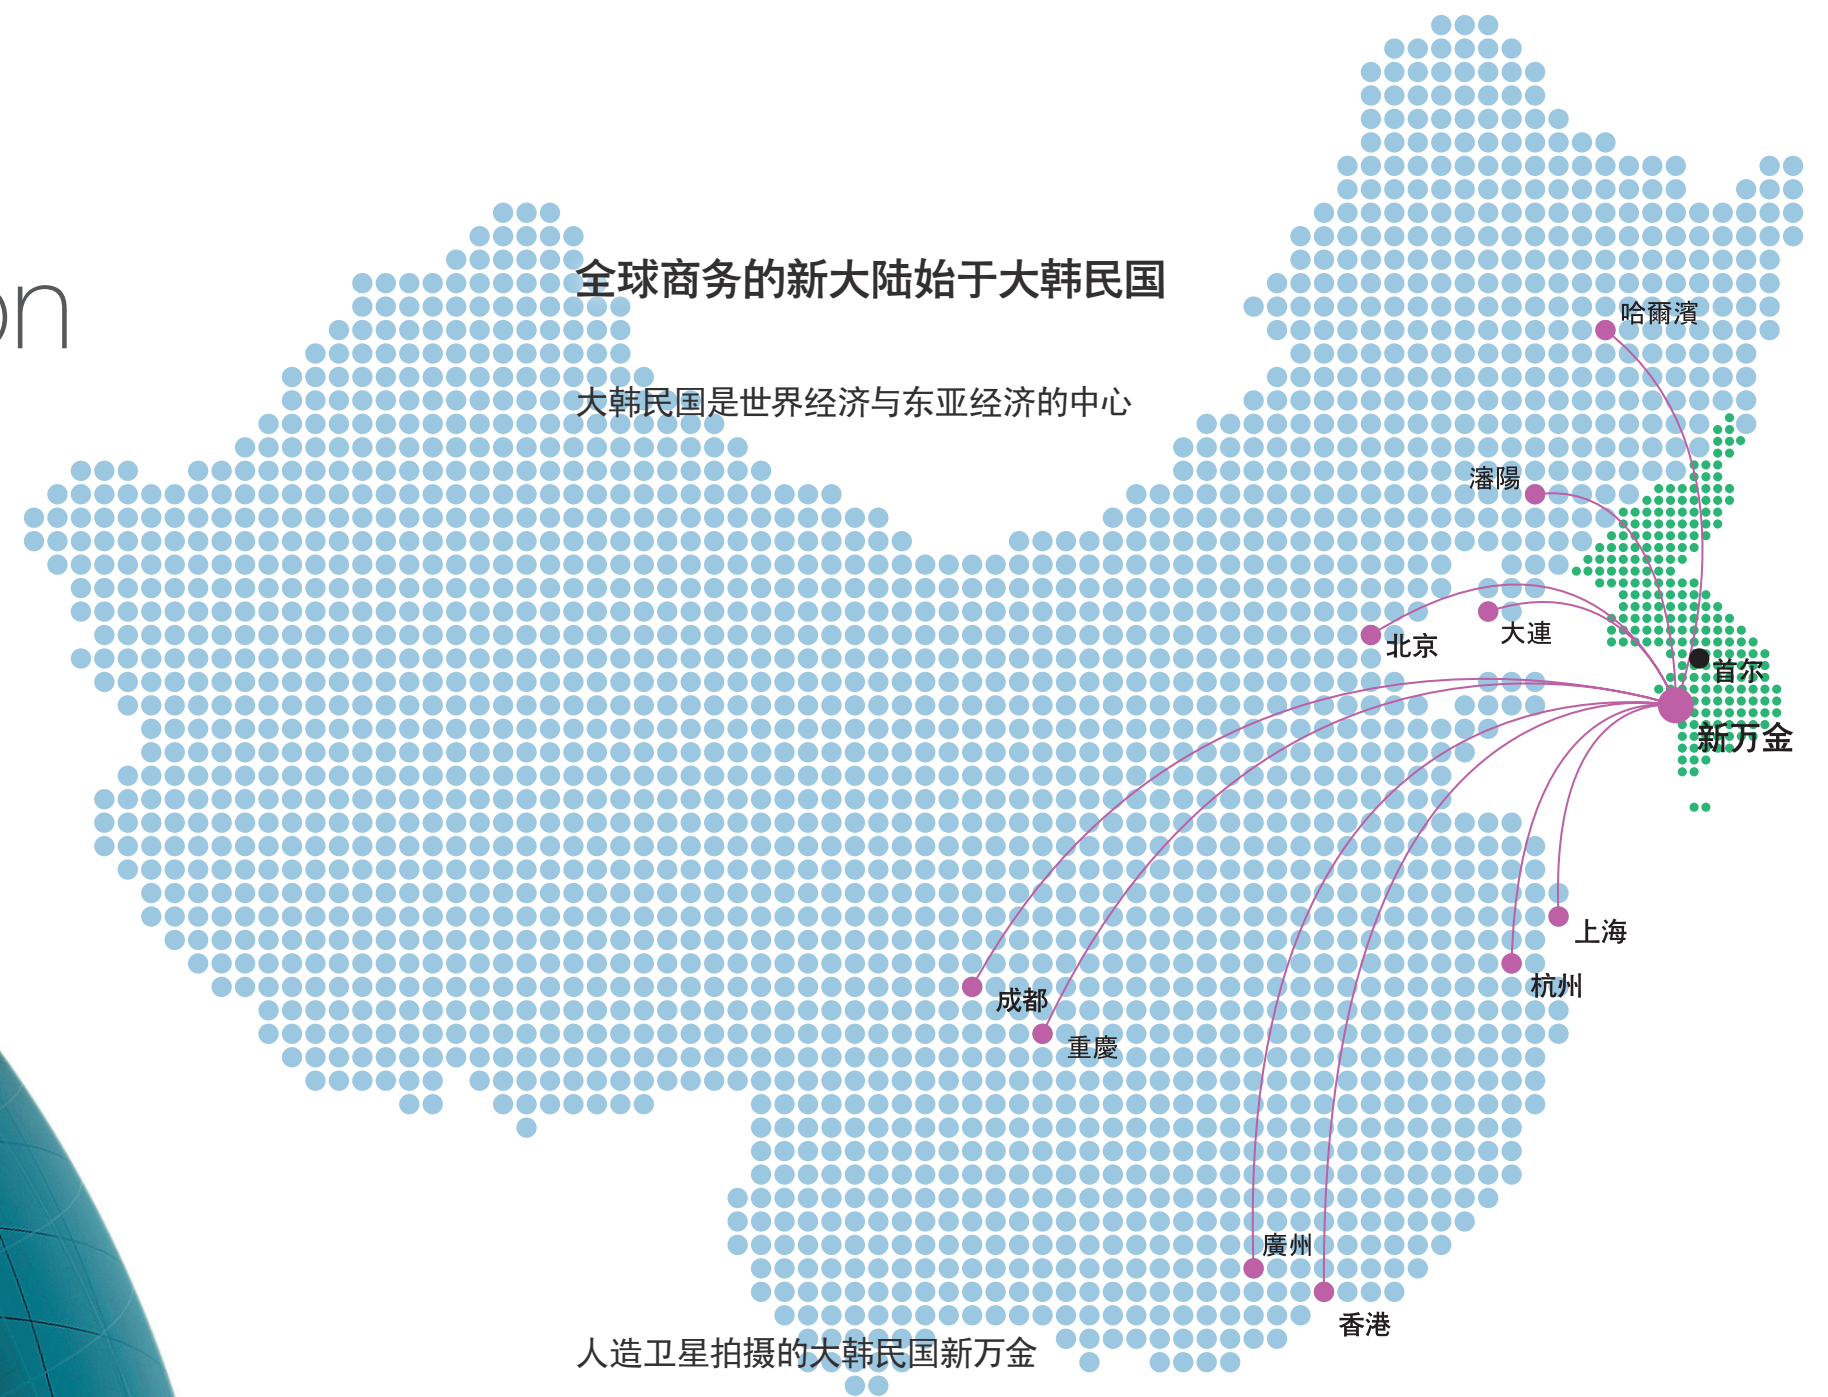 on
全球商务的新大陆始于大韩民国
哈爾濱
大韩民国是世界经济与东亚经济的中心
瀋陽
大連
北京
首尔
新万金
上海
杭州
成都
重慶
廣州
香港
人造卫星拍摄的大韩民国新万金